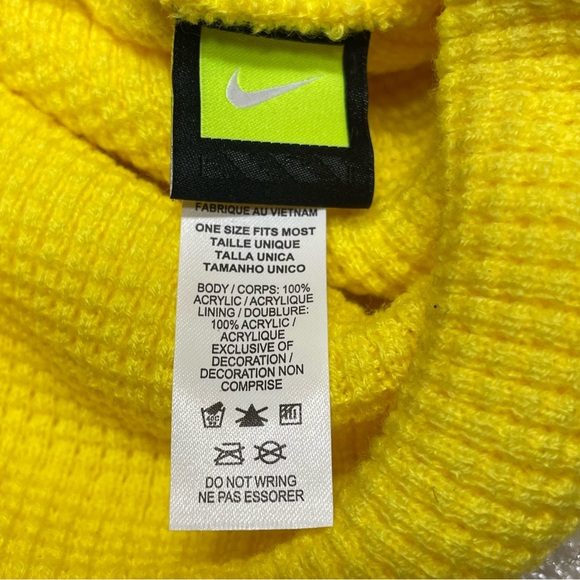 FABRIQUE AU VIETNAM
ONE SIZE FITS MOST
TAILLE UNIQUE
TALLA UNICA
TAMANHO UNICO
BODY / CORPS: 100%
ACRYLIC / ACRYLIQUE
LINING / DOUBLURE:
100% ACRYLIC /
ACRYLIQUE
EXCLUSIVE OF
DECORATION /
DECORATION NON
COMPRISE
DO NOT WRING
NE PAS ESSORER